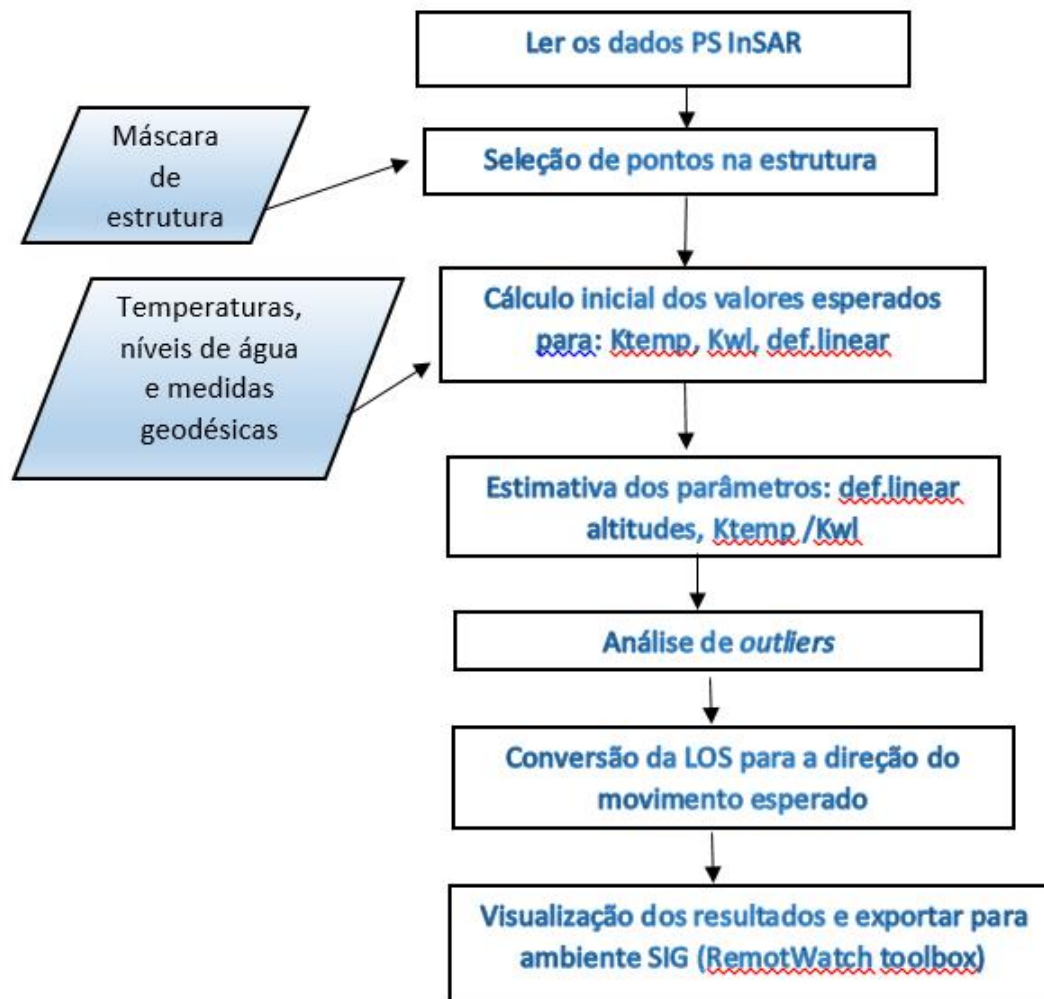 Ler os dados PS InSAR
Máscara
de
estrutura
Seleção de pontos na estrutura
Temperaturas,
níveis de água
e medidas
geodésicas
Cálculo inicial dos valores esperados
para: Ktemp, Kwl, def.linear
Estimativa dos parâmetros: def.linear
altitudes, Ktemp /Kwl
Análise de outliers
Conversão da LOS para a direção do
movimento esperado
Visualização dos resultados e exportar para
ambiente SIG (RemotWatch toolbox)